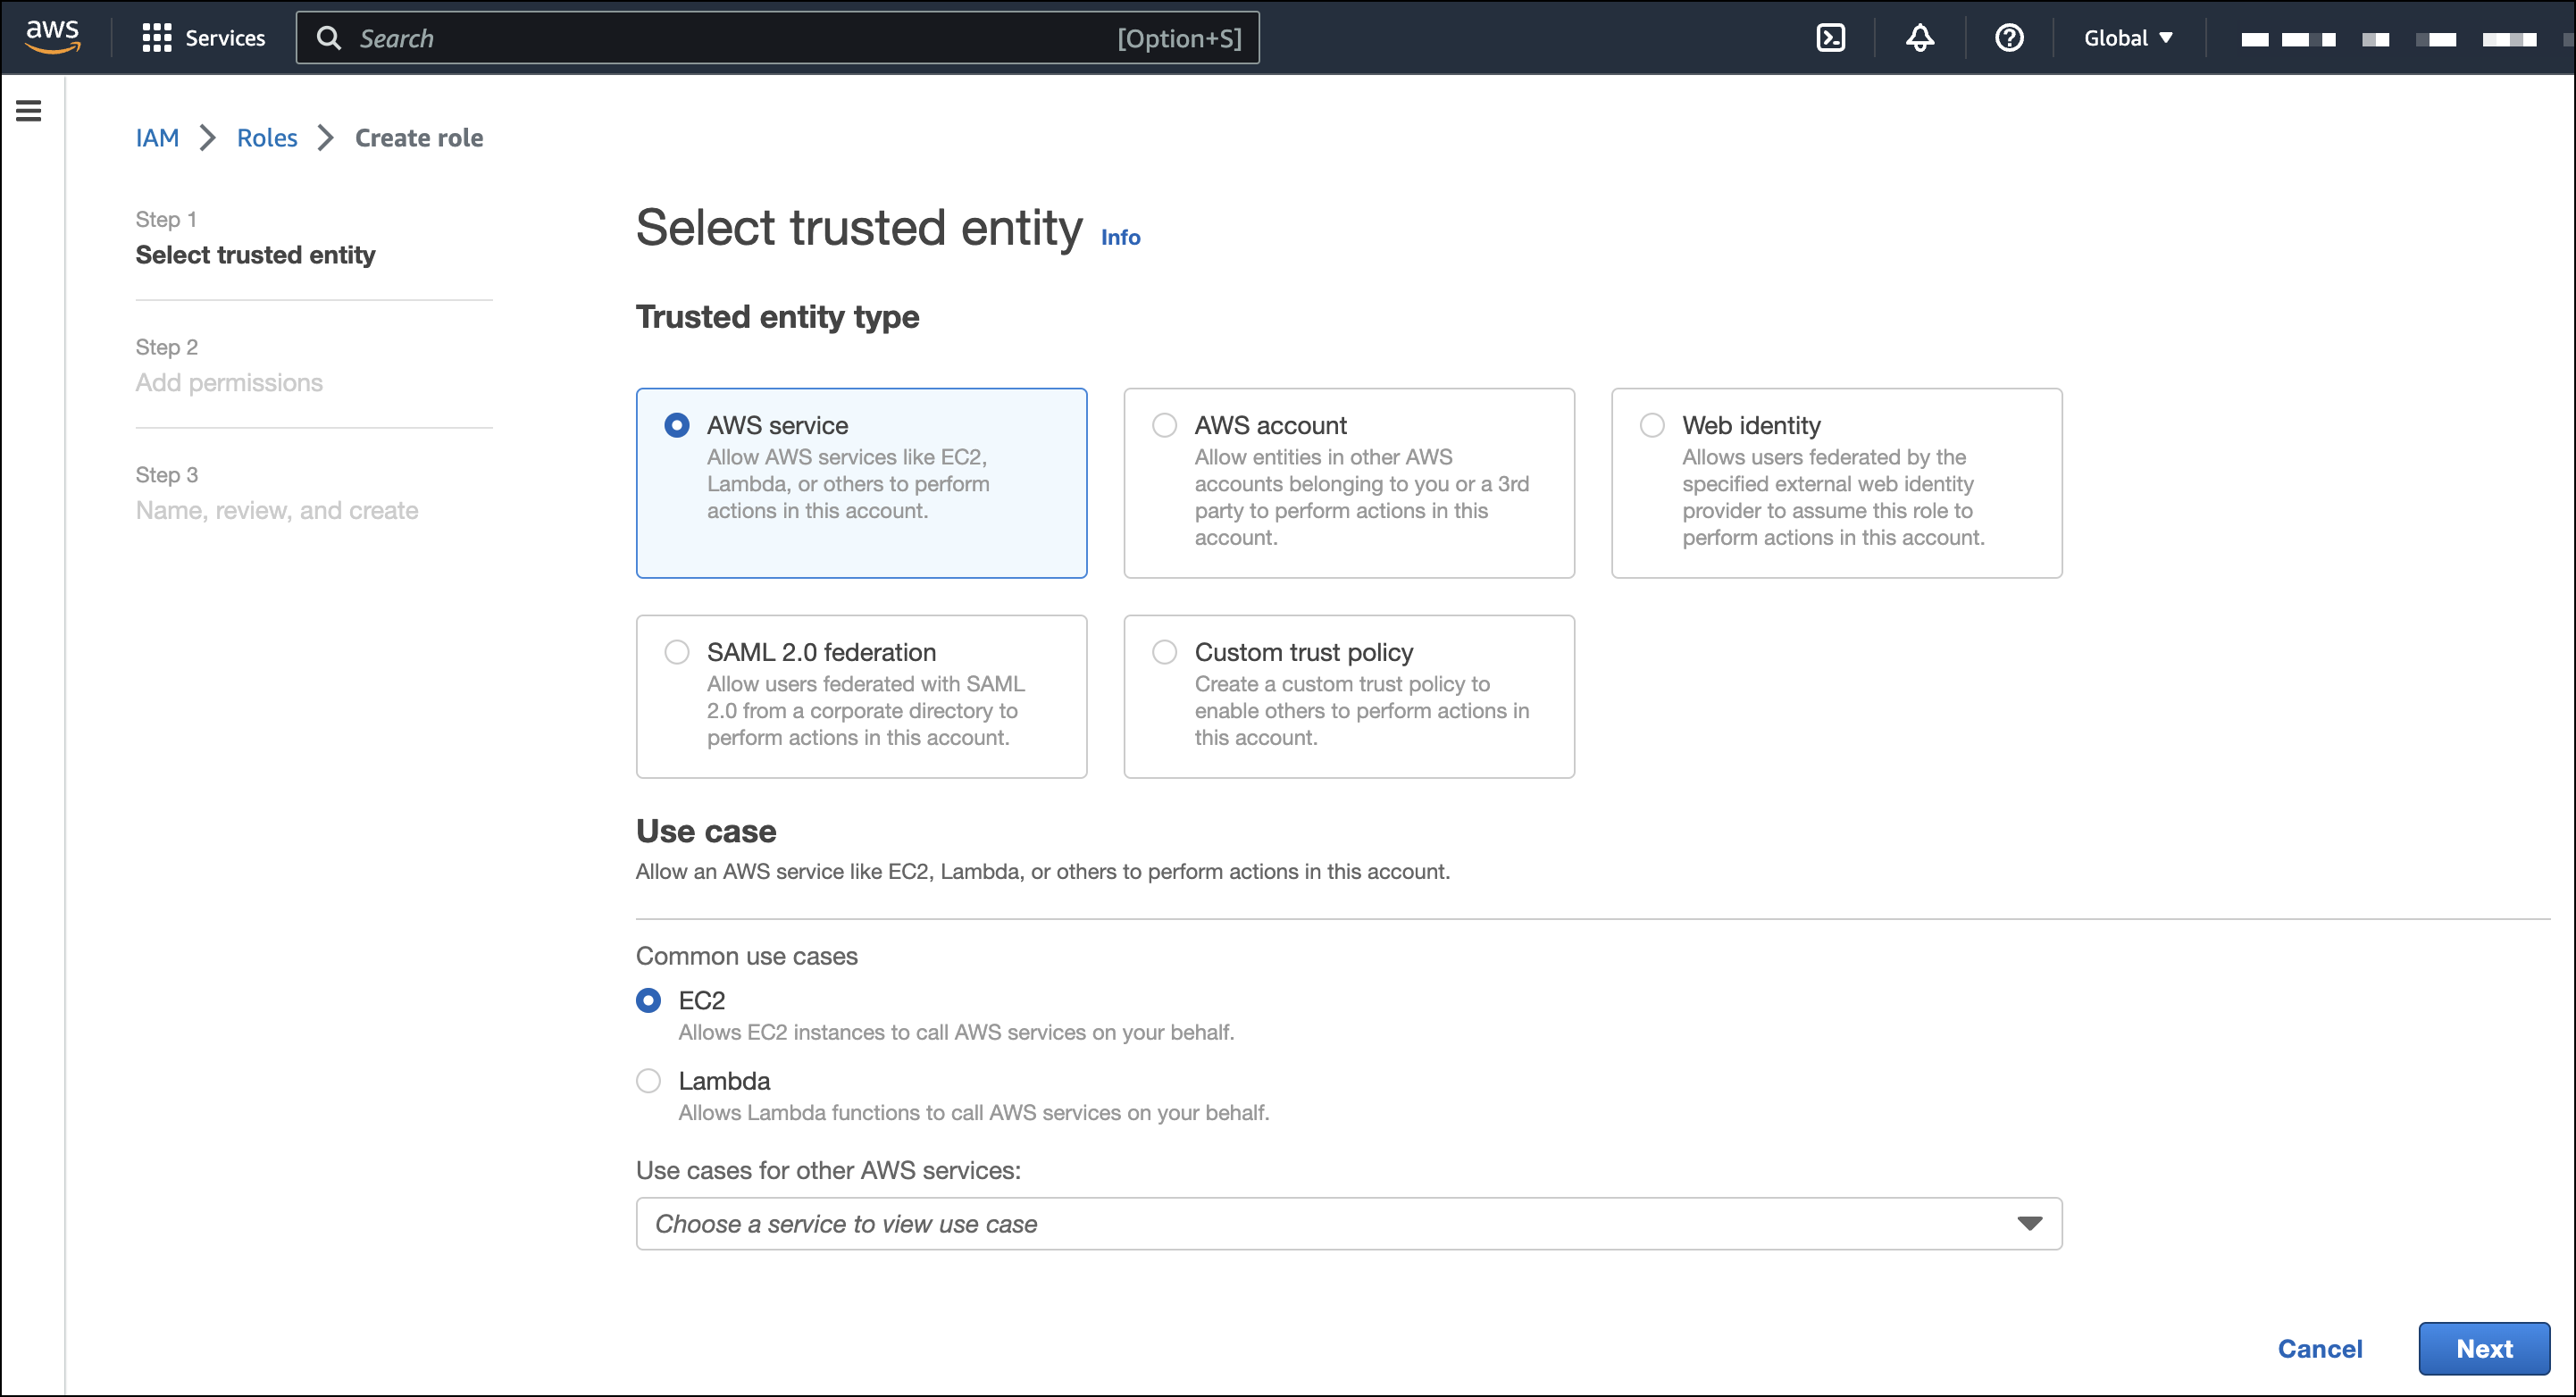 aws
Services
Search
[Option+S]
Global
IAM
Roles
Create role
Step 1
Select trusted entity
Step 2
Add permissions
Step 3
Name, review, and create
Select trusted entity Info
Trusted entity type
AWS service
Allow AWS services like EC2,
Lambda, or others to perform
actions in this account.
AWS account
Allow entities in other AWS
accounts belonging to you or a 3rd
party to perform actions in this
account.
Web identity
Allows users federated by the
specified external web identity
provider to assume this role to
perform actions in this account.
SAML 2.0 federation
Allow users federated with SAML
2.0 from a corporate directory to
perform actions in this account.
Custom trust policy
Create a custom trust policy to
enable others to perform actions in
this account.
Use case
Allow an AWS service like EC2, Lambda, or others to perform actions in this account.
Common use cases
EC2
Allows EC2 instances to call AWS services on your behalf.
Lambda
Allows Lambda functions to call AWS services on your behalf.
Use cases for other AWS services:
Choose a service to view use case
Cancel
Next